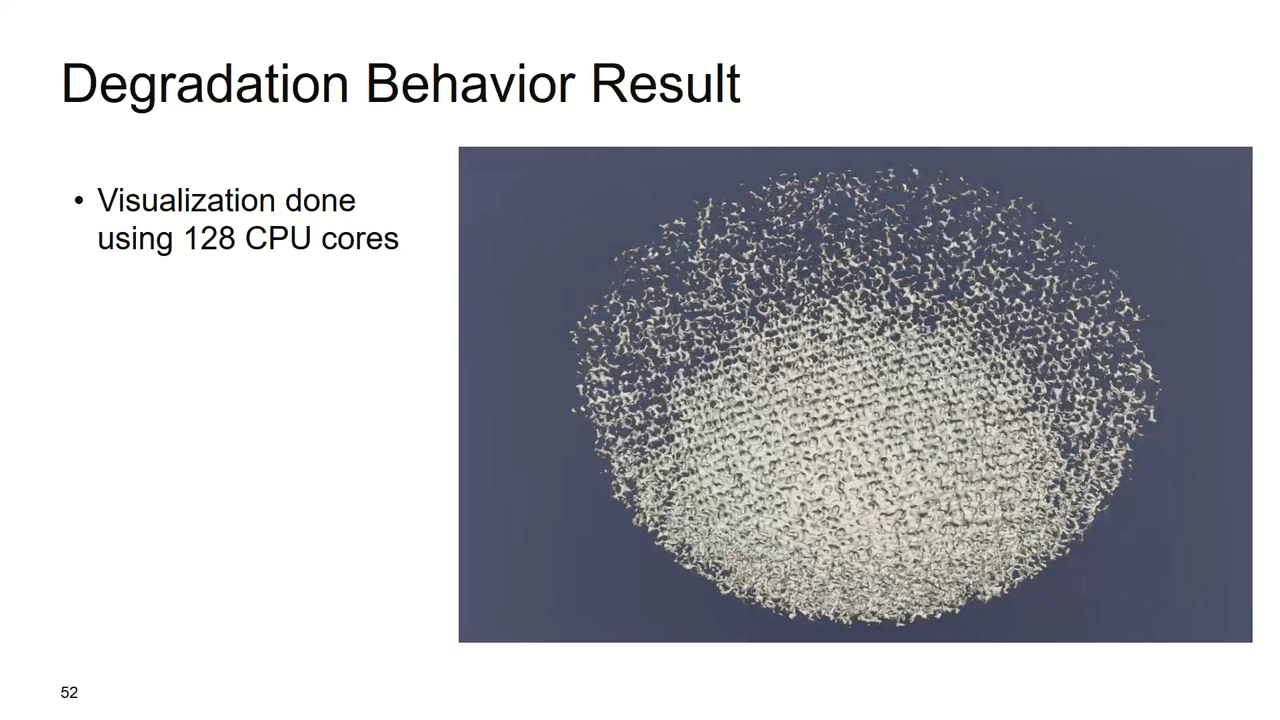 Degradation Behavior Result
• Visualization done
using 128 CPU cores
52